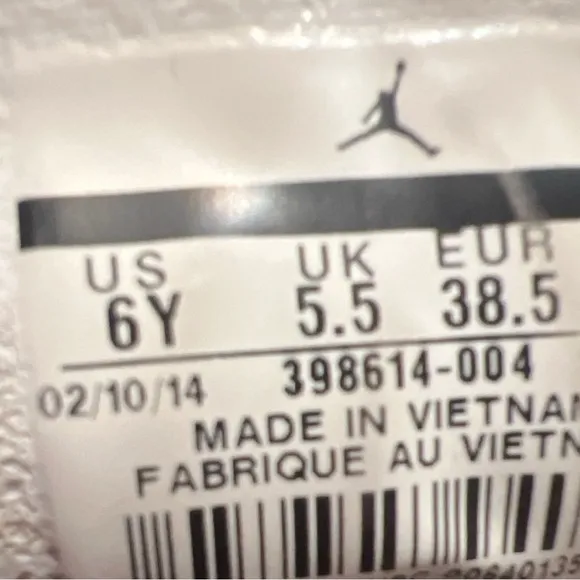 US UK EUR
6Y 5.5 38.5
02/10/14 398614-004
MADE IN VIETNAM
FABRIQUE AU VIETN